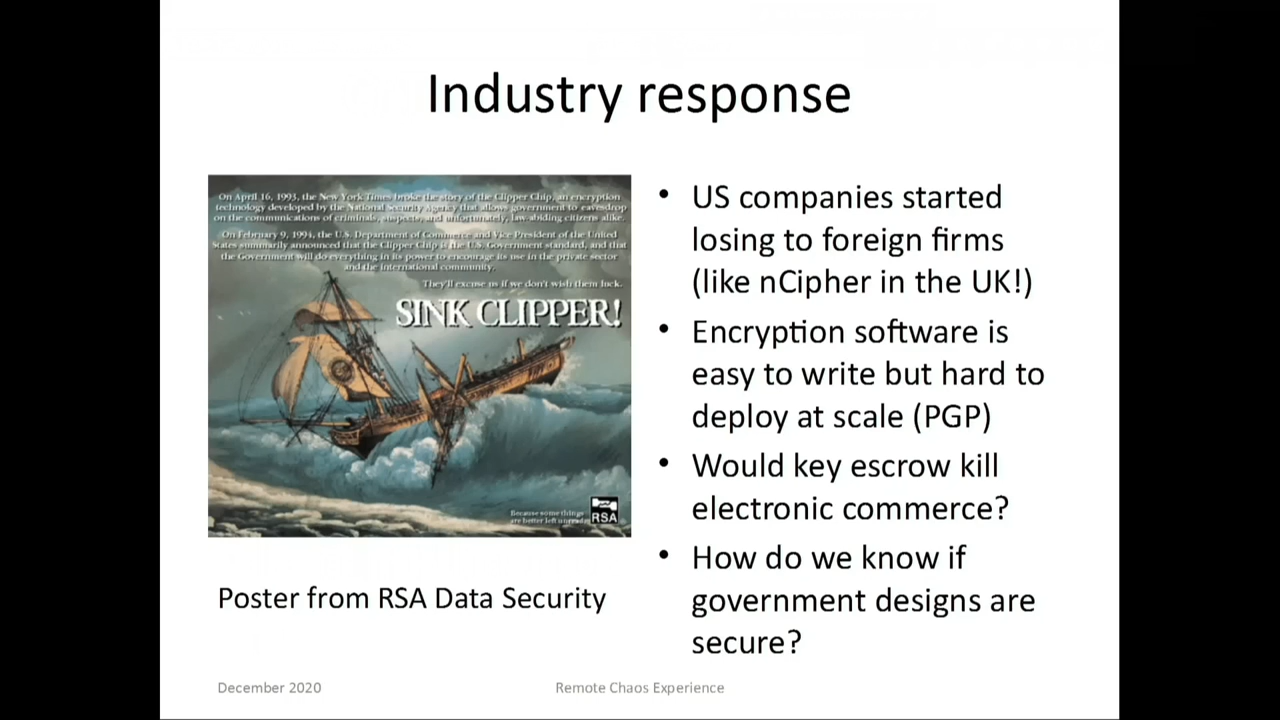 Industry response
On April 16, 1993, the New York Times broke the story of the Clipper Chip, an encryption
technology developed by the National Security Agency that allows government to eavesdrop
on the communications of criminals, suspects, and unfortunately, law-abiding citizens alike.
On February 9, 1994, the U.S. Department of Commerce and Vice President of the United
States summarily announced that the Clipper Chip is the U.S. Government standard, and that
the Government will do everything in its power to encourage its use in the private sector
and the international community.
They'll excuse us if we don't wish them luck.
SINK CLIPPER!
Because some things
are better left unread.
RSA
Poster from RSA Data Security
• US companies started
losing to foreign firms
(like nCipher in the UK!)
• Encryption software is
easy to write but hard to
deploy at scale (PGP)
• Would key escrow kill
electronic commerce?
• How do we know if
government designs are
secure?
December 2020
Remote Chaos Experience